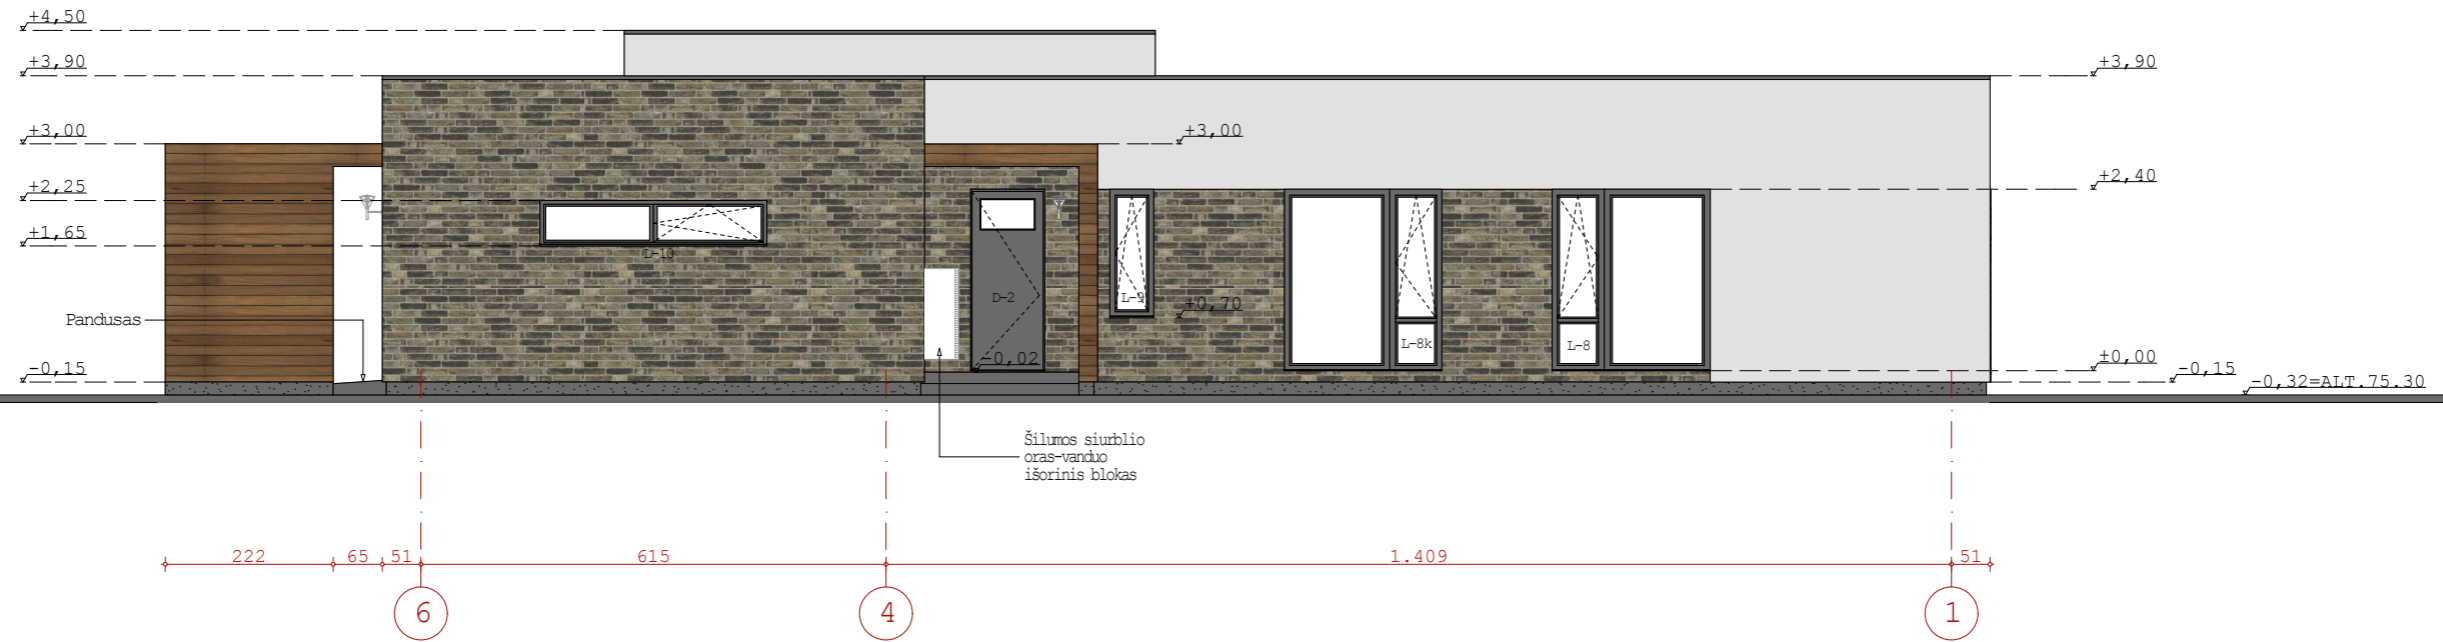 +4,50
+3,90
+3,90
+3,00
+3,00
+2,25
+2,40
+1,65
L-10
D-2
L-9
+0,70
Pandusas
L-8k
L-8
-0,02
±0,00
-0,15
-0,15
-0,32=ALT.75.30
Šilumos siurblio
oras-vanduo
išorinis blokas
222
65
51
615
1.409
51
6
4
1